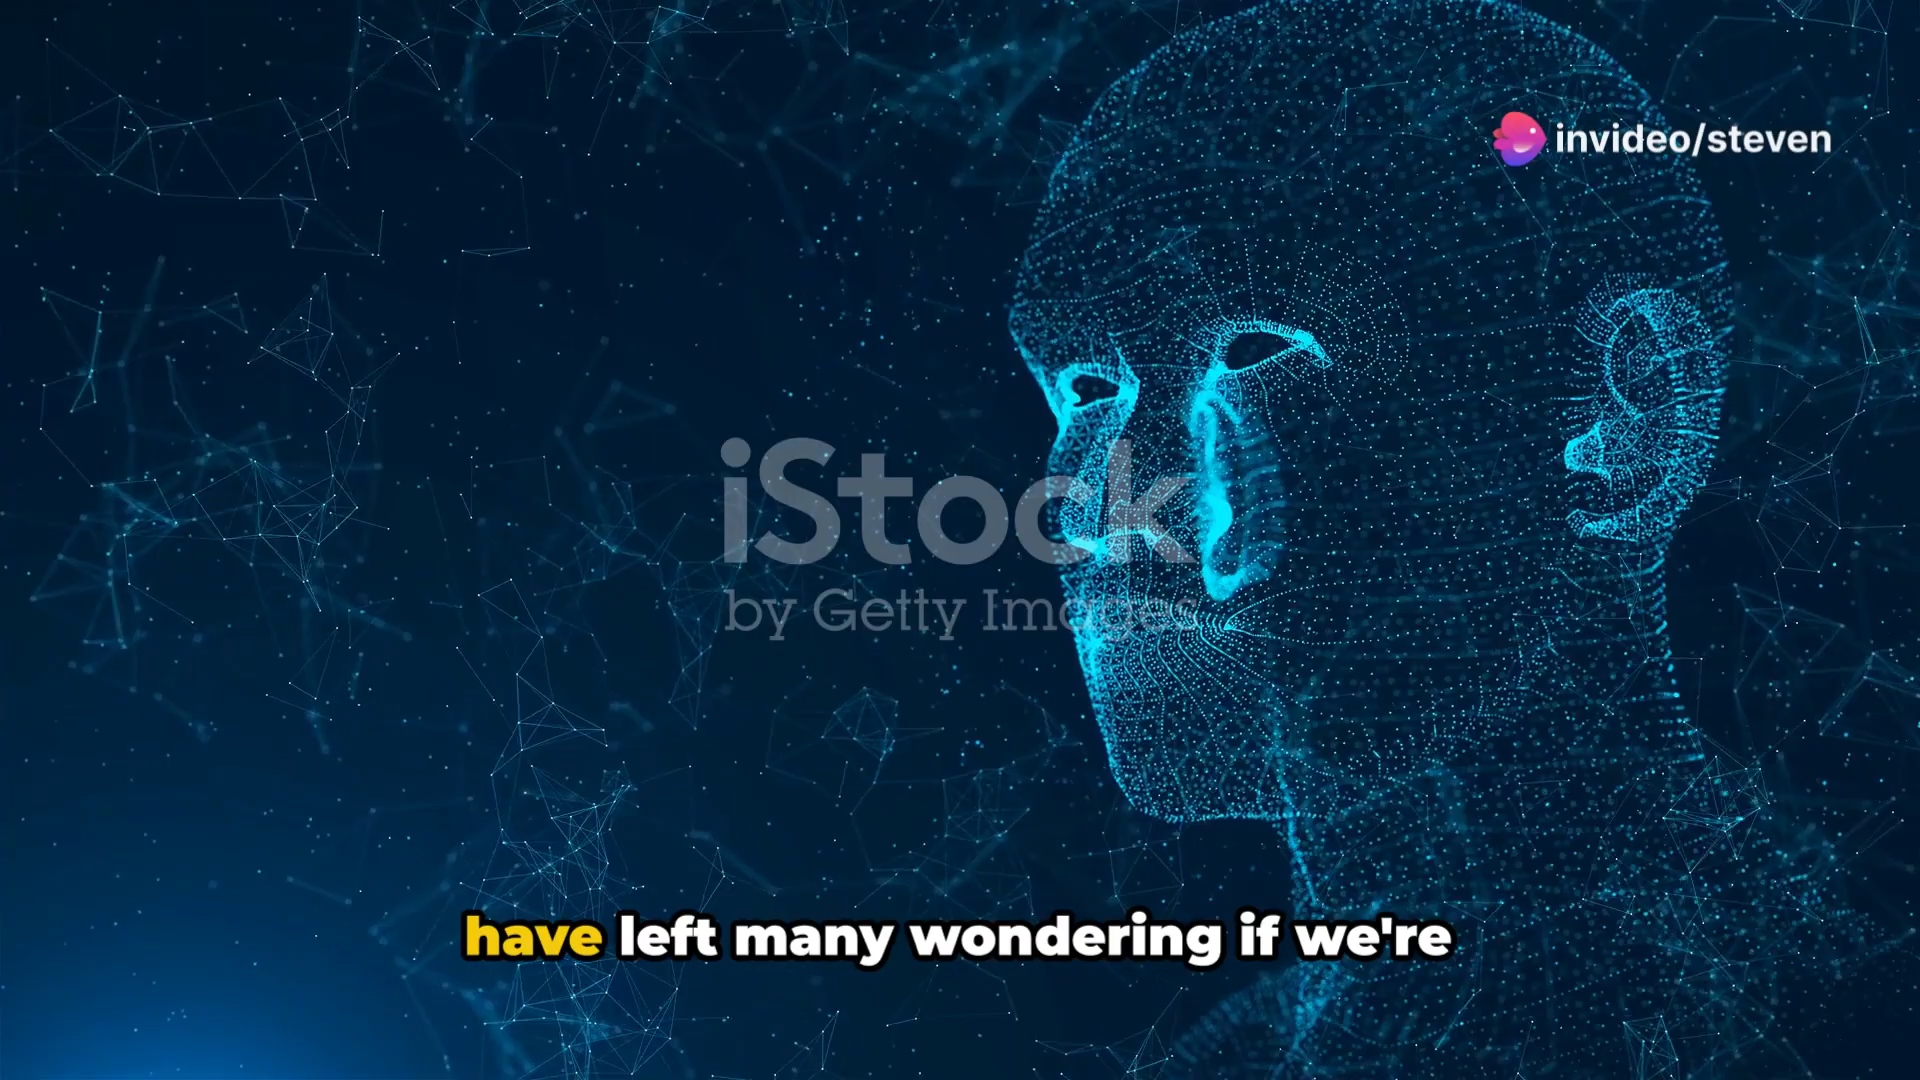 invideo/steven
iStock
by Getty Images
have left many wondering if we're